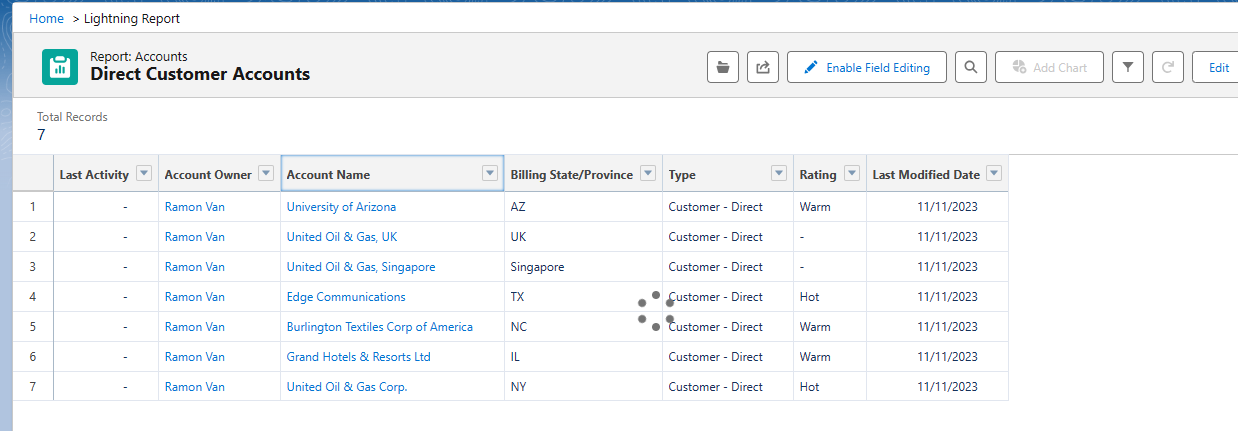 Home > Lightning Report
Report: Accounts
Direct Customer Accounts
Enable Field Editing
Add Chart
Edit
Total Records
7
Last Activity Account Owner Account Name Billing State/Province Type Rating Last Modified Date
1 - Ramon Van University of Arizona AZ Customer - Direct Warm 11/11/2023
2 - Ramon Van United Oil & Gas, UK UK Customer - Direct - 11/11/2023
3 - Ramon Van United Oil & Gas, Singapore Singapore Customer - Direct - 11/11/2023
4 - Ramon Van Edge Communications TX Customer - Direct Hot 11/11/2023
5 - Ramon Van Burlington Textiles Corp of America NC Customer - Direct Warm 11/11/2023
6 - Ramon Van Grand Hotels & Resorts Ltd IL Customer - Direct Warm 11/11/2023
7 - Ramon Van United Oil & Gas Corp. NY Customer - Direct Hot 11/11/2023